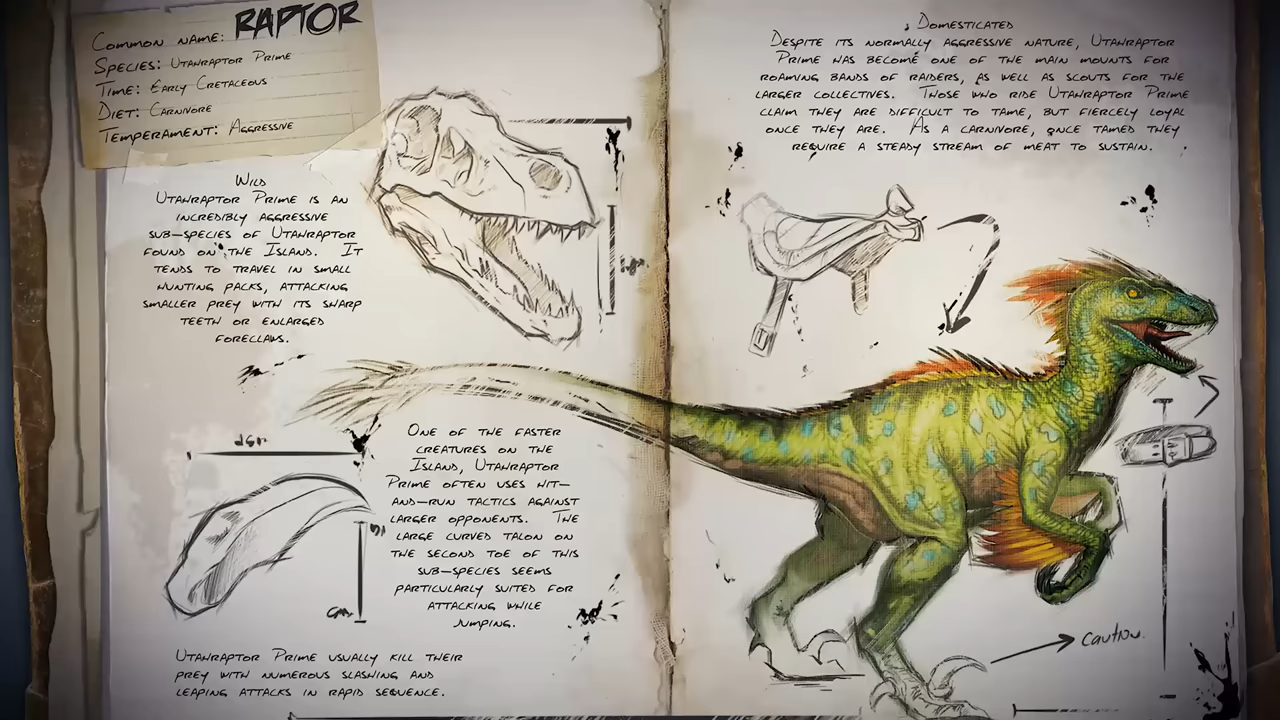 Common name: RAPTOR
Species: Utahraptor Prime
Time: Early Cretaceous
Diet: Carnivore
Temperament: Aggressive
Wild
Utahraptor Prime is an
incredibly aggressive
sub-species of Utahraptor
found on the Island. It
tends to travel in small
hunting packs, attacking
smaller prey with its sharp
teeth or enlarged
foreclaws.
One of the faster
creatures on the
Island, Utahraptor
Prime often uses hit-
and-run tactics against
larger opponents. The
large curved talon on
the second toe of this
sub-species seems
particularly suited for
attacking while
jumping.
Utahraptor Prime usually kill their
prey with numerous slashing and
leaping attacks in rapid sequence.
Domesticated
Despite its normally aggressive nature, Utahraptor
Prime has become one of the main mounts for
roaming bands of raiders, as well as scouts for the
larger collectives. Those who ride Utahraptor Prime
claim they are difficult to tame, but fiercely loyal
once they are. As a carnivore, once tamed they
require a steady stream of meat to sustain.
caution.